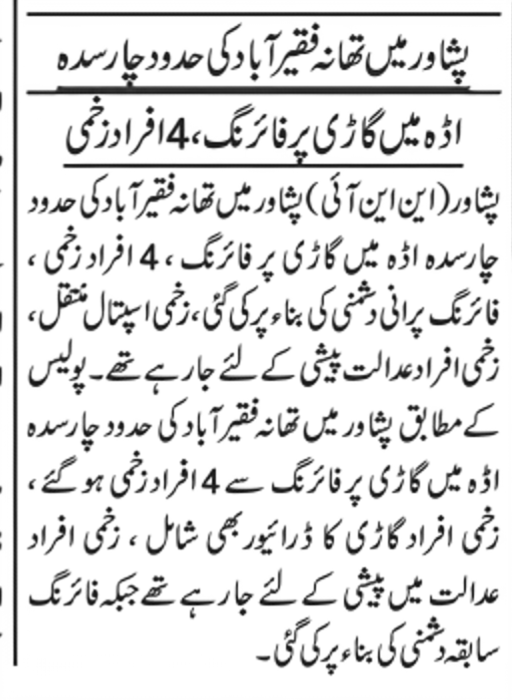 پشاور میں تھانہ فقیر آباد کی حدود چارسدہ
اڈہ میں گاڑی پر فائرنگ، 4 افراد زخمی
پشاور (این این آئی) پشاور میں تھانہ فقیر آباد کی حدود
چارسدہ اڈہ میں گاڑی پر فائرنگ ، 4 افراد زخمی ،
فائرنگ پرانی دشمنی کی بناء پر کی گئی، زخمی اسپتال منتقل،
زخمی افراد عدالت پیشی کے لئے جارہے تھے۔ پولیس
کے مطابق پشاور میں تھانہ فقیر آباد کی حدود چارسدہ
اڈہ میں گاڑی پر فائرنگ سے 4 افراد زخمی ہو گئے ،
زخمی افراد گاڑی کا ڈرائیور بھی شامل ، زخمی افراد
عدالت میں پیشی کے لئے جارہے تھے جبکہ فائرنگ
سابقہ دشمنی کی بناء پر کی گئی۔